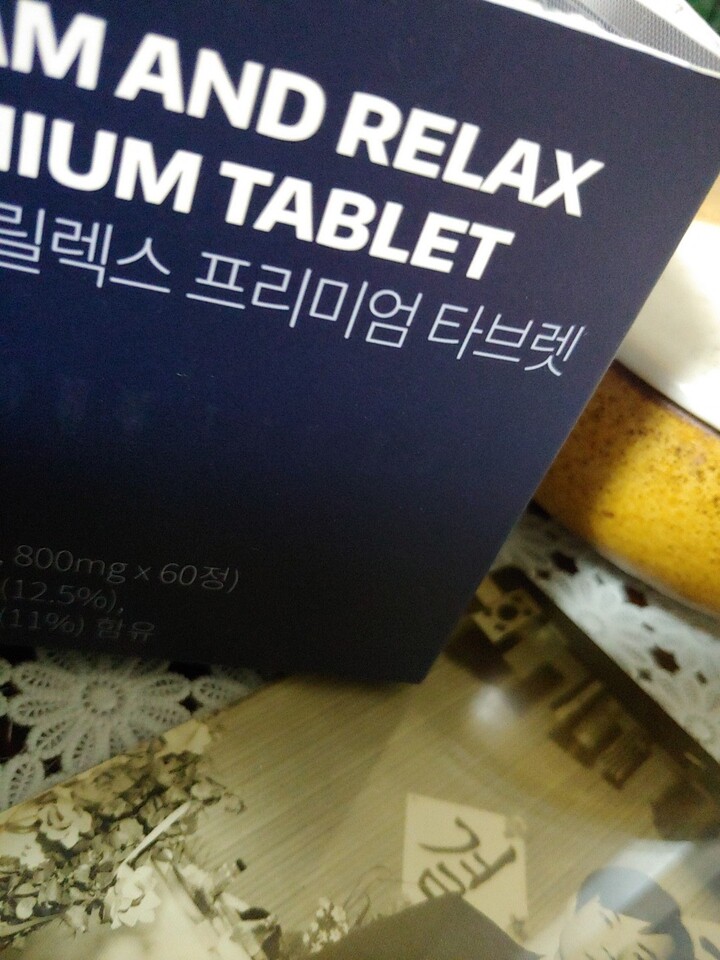 AM AND RELAX
MIUM TABLET
릴렉스 프리미엄 타브렛
, 800mg x 60정)
(12.5%),
(11%) 함유